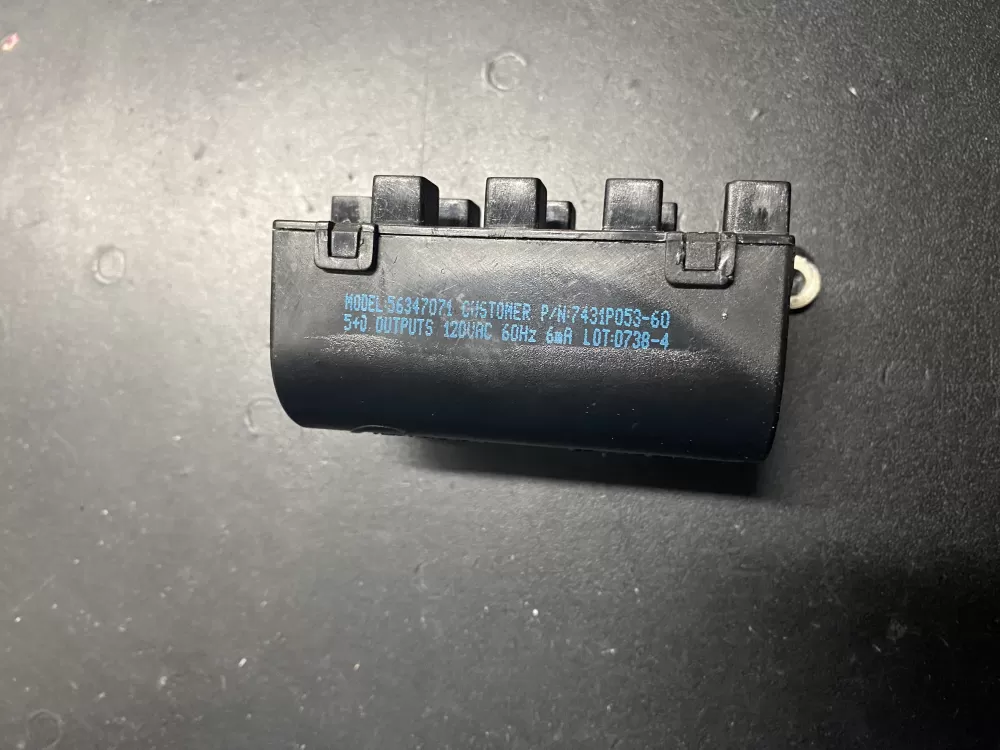 MODEL:56347071 CUSTOMER P/N:7431P053-60
5+0 OUTPUTS 120VAC 60Hz 6mA LOT:0738-4